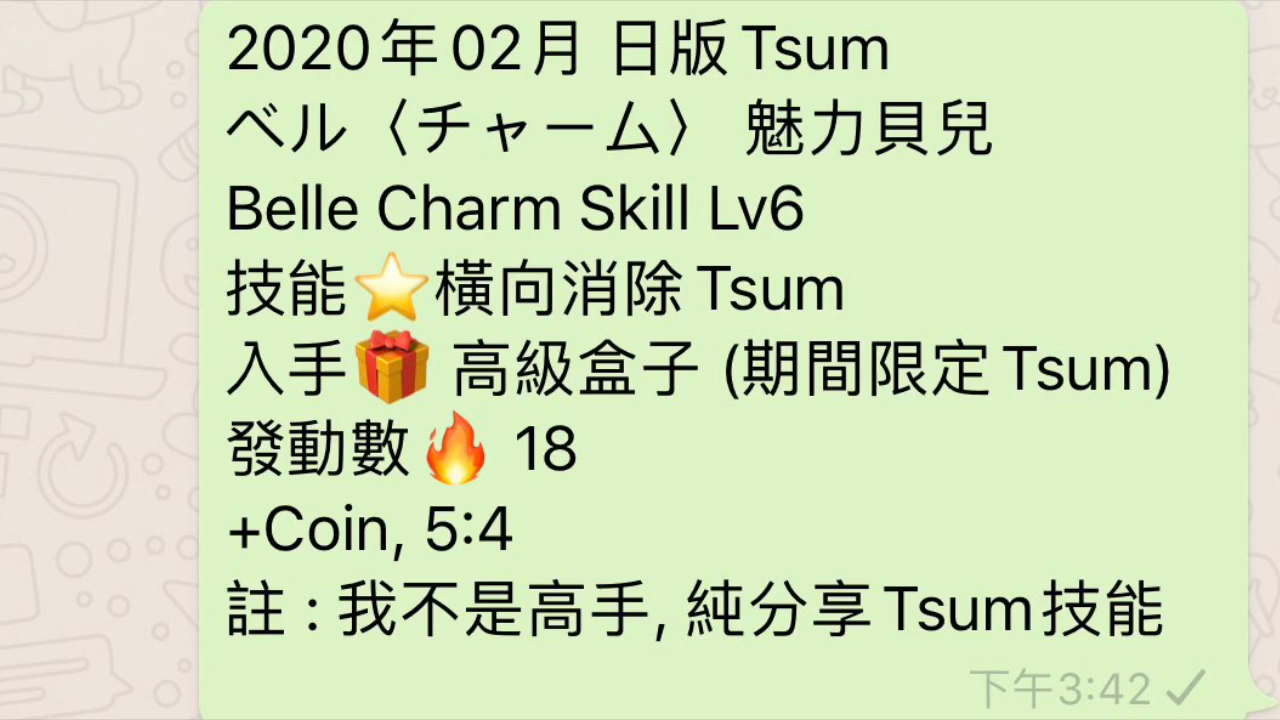 2020年02月 日版Tsum
ベル〈チャーム〉 魅力貝兒
Belle Charm Skill Lv6
技能⭐橫向消除Tsum
入手🎁 高級盒子 (期間限定Tsum)
發動數🔥 18
+Coin, 5:4
註 : 我不是高手, 純分享Tsum技能
下午3:42 ✓